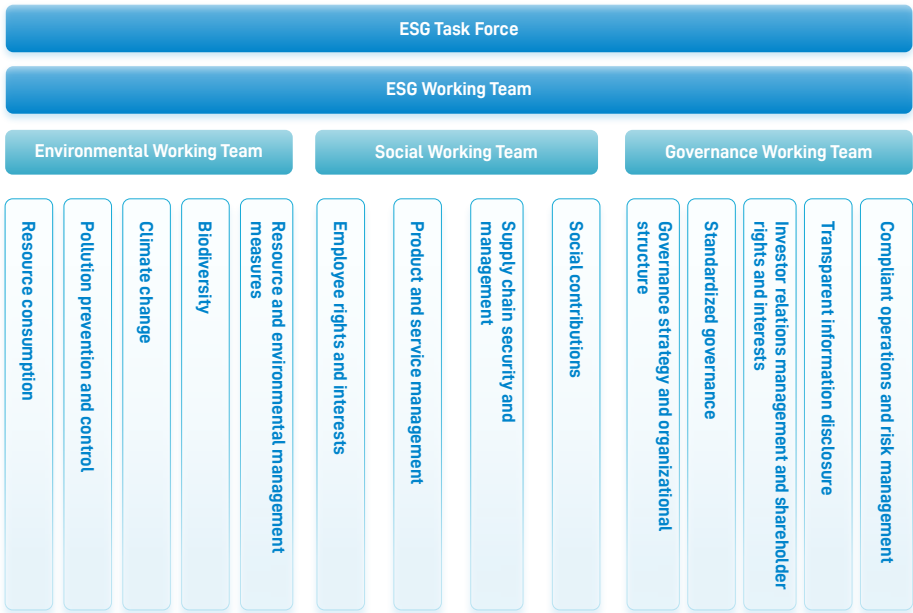 ESG Task Force
ESG Working Team
Environmental Working Team
Social Working Team
Governance Working Team
Resource consumption
Pollution prevention and control
Climate change
Biodiversity
Resource and environmental management
measures
Employee rights and interests
Product and service management
Supply chain security and
management
Social contributions
Governance strategy and organizational
structure
Standardized governance
Investor relations management and shareholder
rights and interests
Transparent information disclosure
Compliant operations and risk management